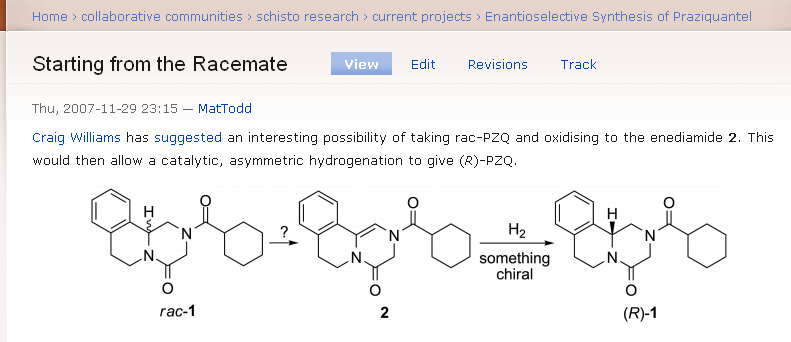 Home › collaborative communities › schisto research › current projects › Enantioselective Synthesis of Praziquantel
Starting from the Racemate
View Edit Revisions Track
Thu, 2007-11-29 23:15 — MatTodd
Craig Williams has suggested an interesting possibility of taking rac-PZQ and oxidising to the enediamide 2. This
would then allow a catalytic, asymmetric hydrogenation to give (R)-PZQ.
H O N N O
?
O N N O
H2
something
chiral
H O N N O
rac-1
2
(R)-1